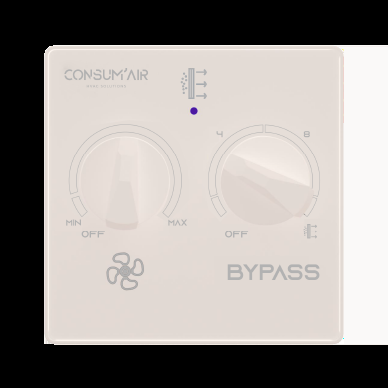 CONSUM'AIR
4 8
MIN MAX
OFF OFF
BYPASS